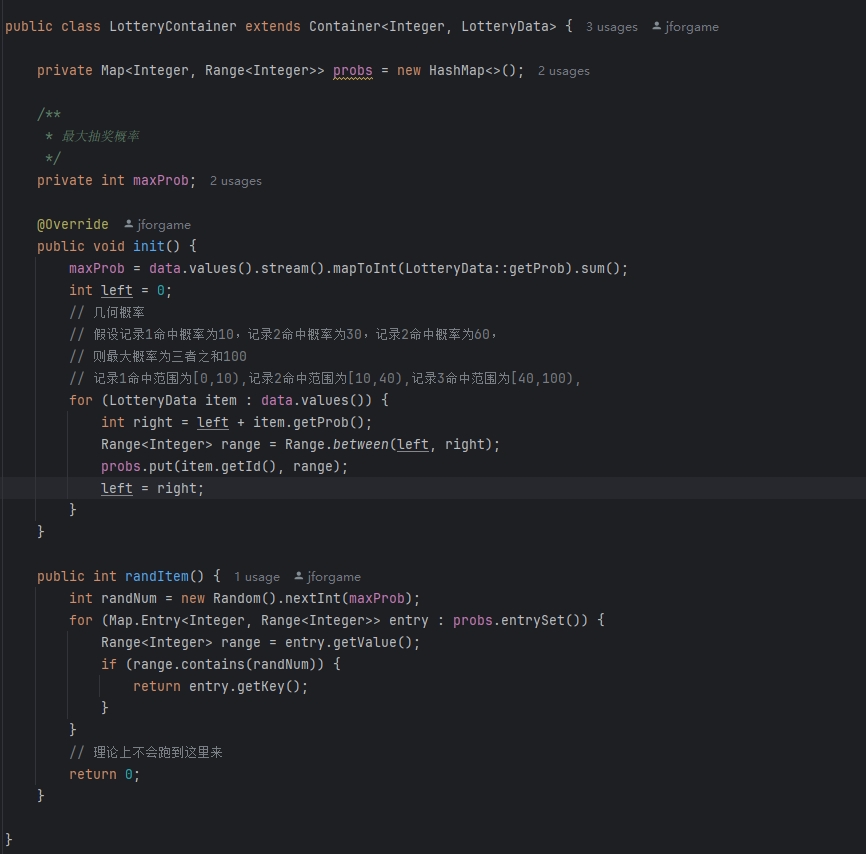 public class LotteryContainer extends Container<Integer, LotteryData> { 3 usages jforgame
private Map<Integer, Range<Integer>> probs = new HashMap<>(); 2 usages
/**
* 最大抽奖概率
*/
private int maxProb; 2 usages
@Override jforgame
public void init() {
maxProb = data.values().stream().mapToInt(LotteryData::getProb).sum();
int left = 0;
// 几何概率
// 假设记录1命中概率为10，记录2命中概率为30，记录2命中概率为60，
// 则最大概率为三者之和100
// 记录1命中范围为[0,10),记录2命中范围为[10,40),记录3命中范围为[40,100),
for (LotteryData item : data.values()) {
int right = left + item.getProb();
Range<Integer> range = Range.between(left, right);
probs.put(item.getId(), range);
left = right;
}
}
public int randItem() { 1 usage jforgame
int randNum = new Random().nextInt(maxProb);
for (Map.Entry<Integer, Range<Integer>> entry : probs.entrySet()) {
Range<Integer> range = entry.getValue();
if (range.contains(randNum)) {
return entry.getKey();
}
}
// 理论上不会跑到这里来
return 0;
}
}